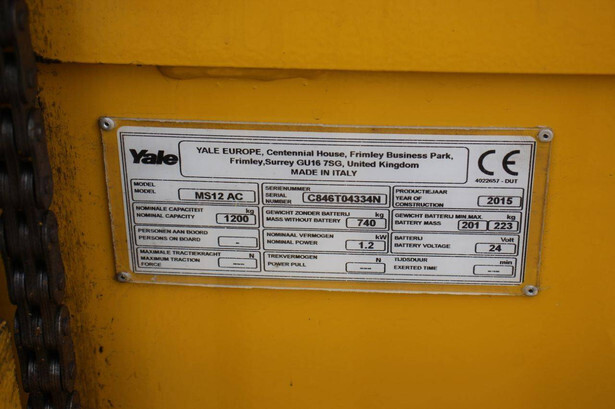 Yale
YALE EUROPE, Centennial House, Frimley Business Park,
Frimley,Surrey GU16 7SG, United Kingdom
MADE IN ITALY
CE
4022657 - DUT
MODEL
MODEL
MS12 AC
SERIENUMMER
SERIAL
NUMBER
C846T04334N
PRODUCTIEJAAR
YEAR OF
CONSTRUCTION
2015
NOMINALE CAPACITEIT
NOMINAL CAPACITY
kg
1200
GEWICHT ZONDER BATTERIJ
MASS WITHOUT BATTERY
kg
740
GEWICHT BATTERIJ MIN.MAX.
BATTERY MASS
kg
201 223
PERSONEN AAN BOORD
PERSONS ON BOARD
-
NOMINAAL VERMOGEN
NOMINAL POWER
kW
1.2
BATTERIJ
BATTERY VOLTAGE
Volt
24
MAXIMALE TRACTIEKRACHT
MAXIMUM TRACTION
FORCE
N
---
TREKVERMOGEN
POWER PULL
N
---
TIJDSDUUR
EXERTED TIME
min
---